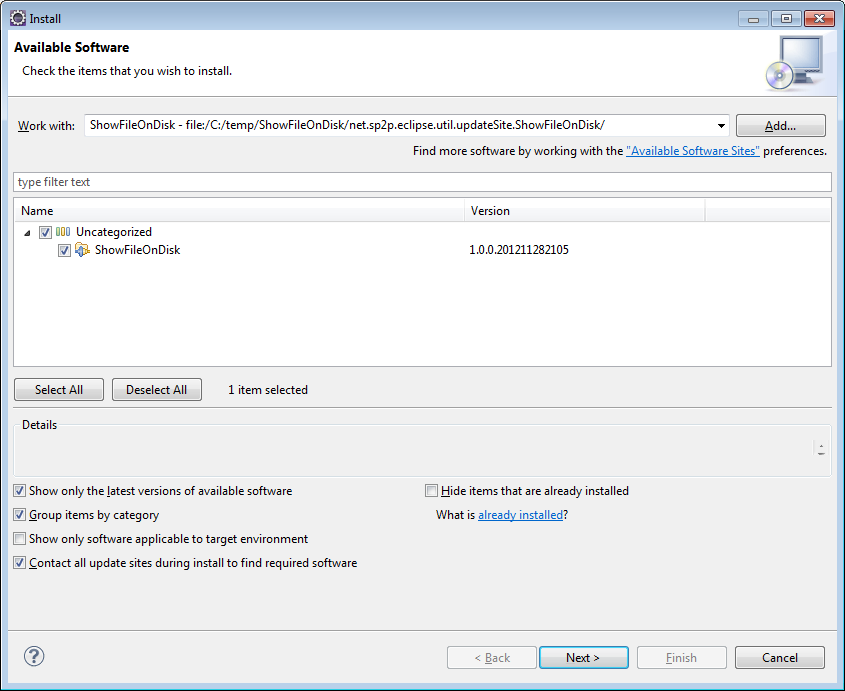 Install
Available Software
Check the items that you wish to install.
Work with: ShowFileOnDisk - file:/C:/temp/ShowFileOnDisk/net.sp2p.eclipse.util.updateSite.ShowFileOnDisk/ Add...
Find more software by working with the "Available Software Sites" preferences.
type filter text
Name Version
Uncategorized
ShowFileOnDisk 1.0.0.201211282105
Select All Deselect All 1 item selected
Details
Show only the latest versions of available software Hide items that are already installed
Group items by category What is already installed?
Show only software applicable to target environment
Contact all update sites during install to find required software
? < Back Next > Finish Cancel